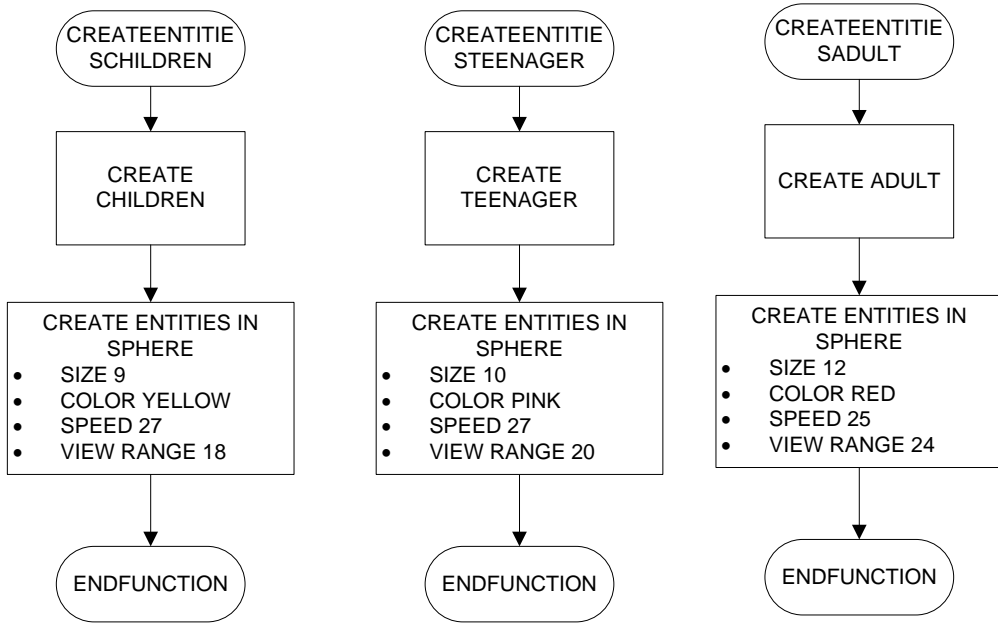 CREATEENTITIE
SCHILDREN
CREATE
CHILDREN
CREATE ENTITIES IN
SPHERE
• SIZE 9
• COLOR YELLOW
• SPEED 27
• VIEW RANGE 18
ENDFUNCTION
CREATEENTITIE
STEENAGER
CREATE
TEENAGER
CREATE ENTITIES IN
SPHERE
• SIZE 10
• COLOR PINK
• SPEED 27
• VIEW RANGE 20
ENDFUNCTION
CREATEENTITIE
SADULT
CREATE ADULT
CREATE ENTITIES IN
SPHERE
• SIZE 12
• COLOR RED
• SPEED 25
• VIEW RANGE 24
ENDFUNCTION